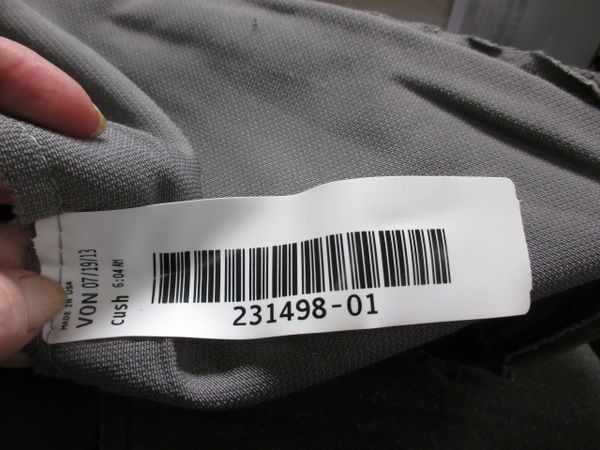 MADE IN USA
VON 07/19/13
cush 6:04 AM
231498-01